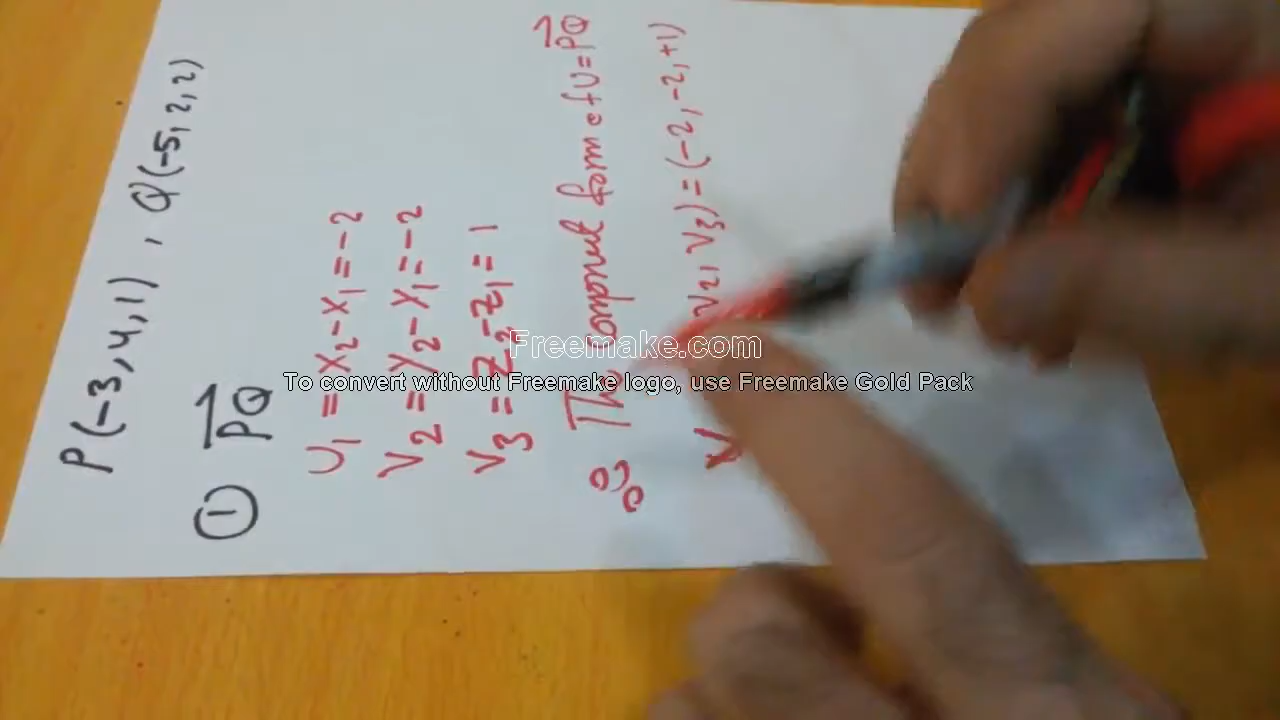 P(-3,4,1) , Q(-5,2,2)
① PQ
U1 = X2-X1=-2
V2= Y2-Y1=-2
V3= Z2-Z1=1
The component form of U=PQ
V2, V3)=(-2,-2,+1)
Freemake.com
To convert without Freemake logo, use Freemake Gold Pack